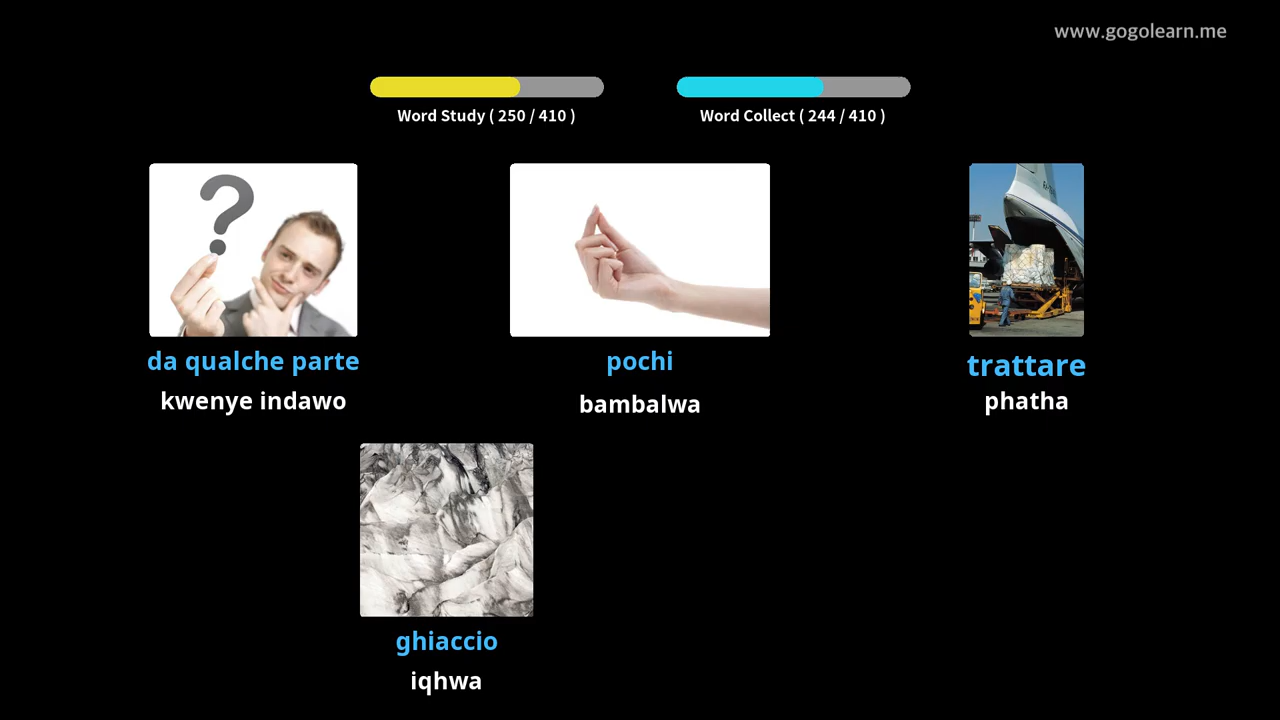 www.gogolearn.me
Word Study ( 250 / 410 )
Word Collect ( 244 / 410 )
da qualche parte
kwenye indawo
pochi
bambalwa
trattare
phatha
ghiaccio
iqhwa